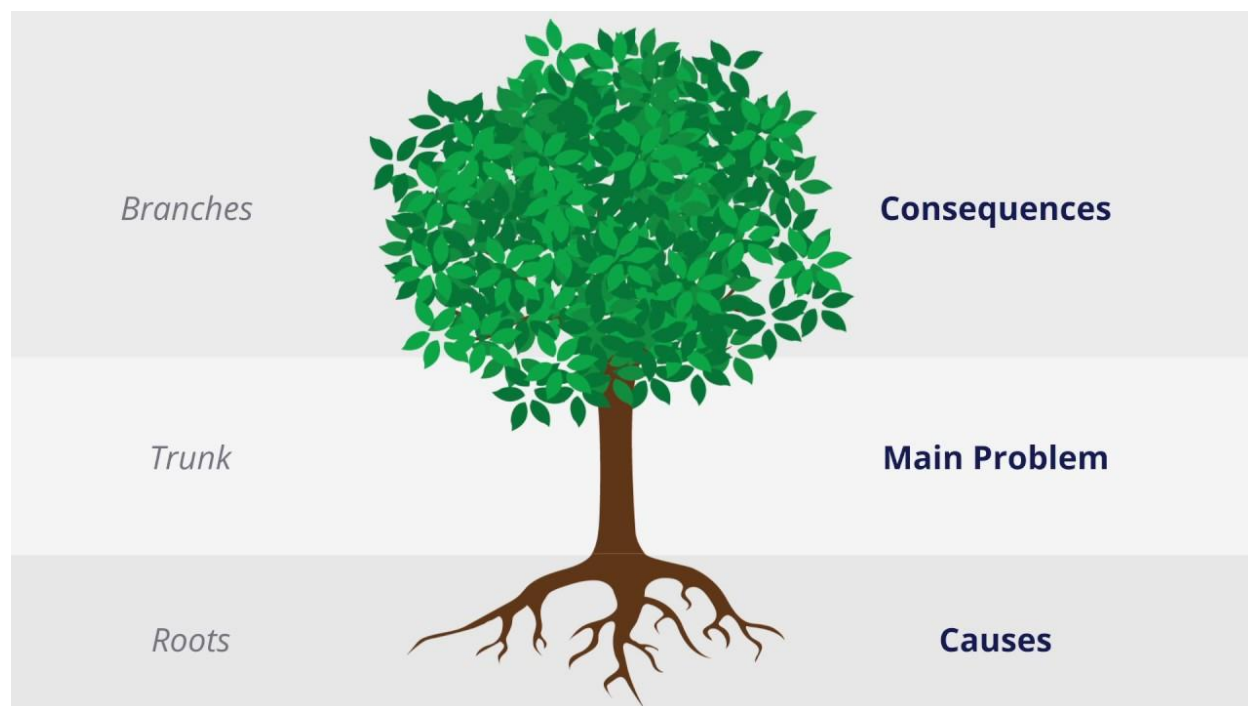 Branches
Consequences
Trunk
Main Problem
Roots
Causes